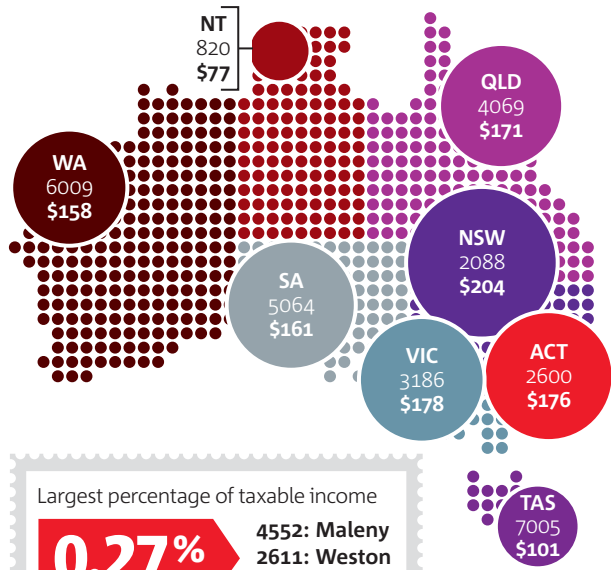 NT
820
$77
QLD
4069
$171
WA
6009
$158
NSW
2088
$204
SA
5064
$161
VIC
3186
$178
ACT
2600
$176
TAS
7005
$101
Largest percentage of taxable income
0.27%
4552: Maleny
2611: Weston